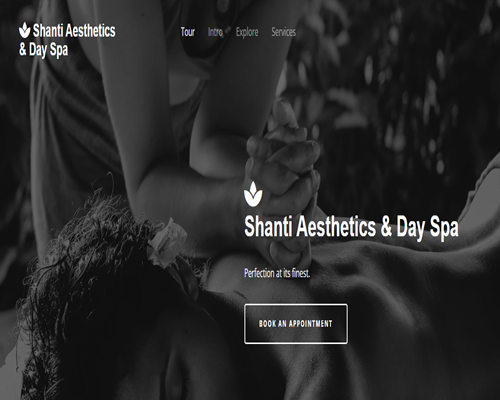 Shanti Aesthetics
& Day Spa
Tour Intro Explore Services
Shanti Aesthetics & Day Spa
Perfection at its finest.
BOOK AN APPOINTMENT